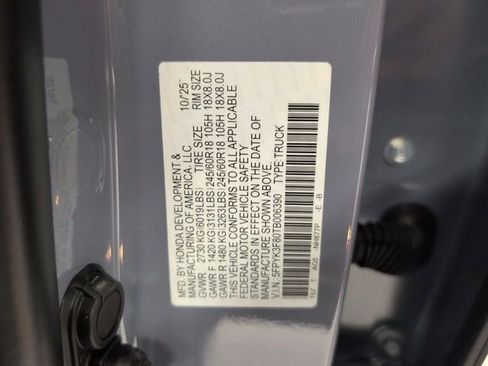 MFD. BY HONDA DEVELOPMENT & 10/25
MANUFACTURING OF AMERICA, LLC
GVWR 2730 KG(6019LBS) TIRE SIZE RIM SIZE
GAWR F 1420 KG(3131LBS) 245/60R18 105H 18X8.0J
GAWR R 1480 KG(3263LBS) 245/60R18 105H 18X8.0J
THIS VEHICLE CONFORMS TO ALL APPLICABLE
FEDERAL MOTOR VEHICLE SAFETY
STANDARDS IN EFFECT ON THE DATE OF
MANUFACTURE SHOWN ABOVE.
V.I.N.: 5FPYK3F80TB006390 TYPE:TRUCK
T6Z T AG5 NH877P -E -B